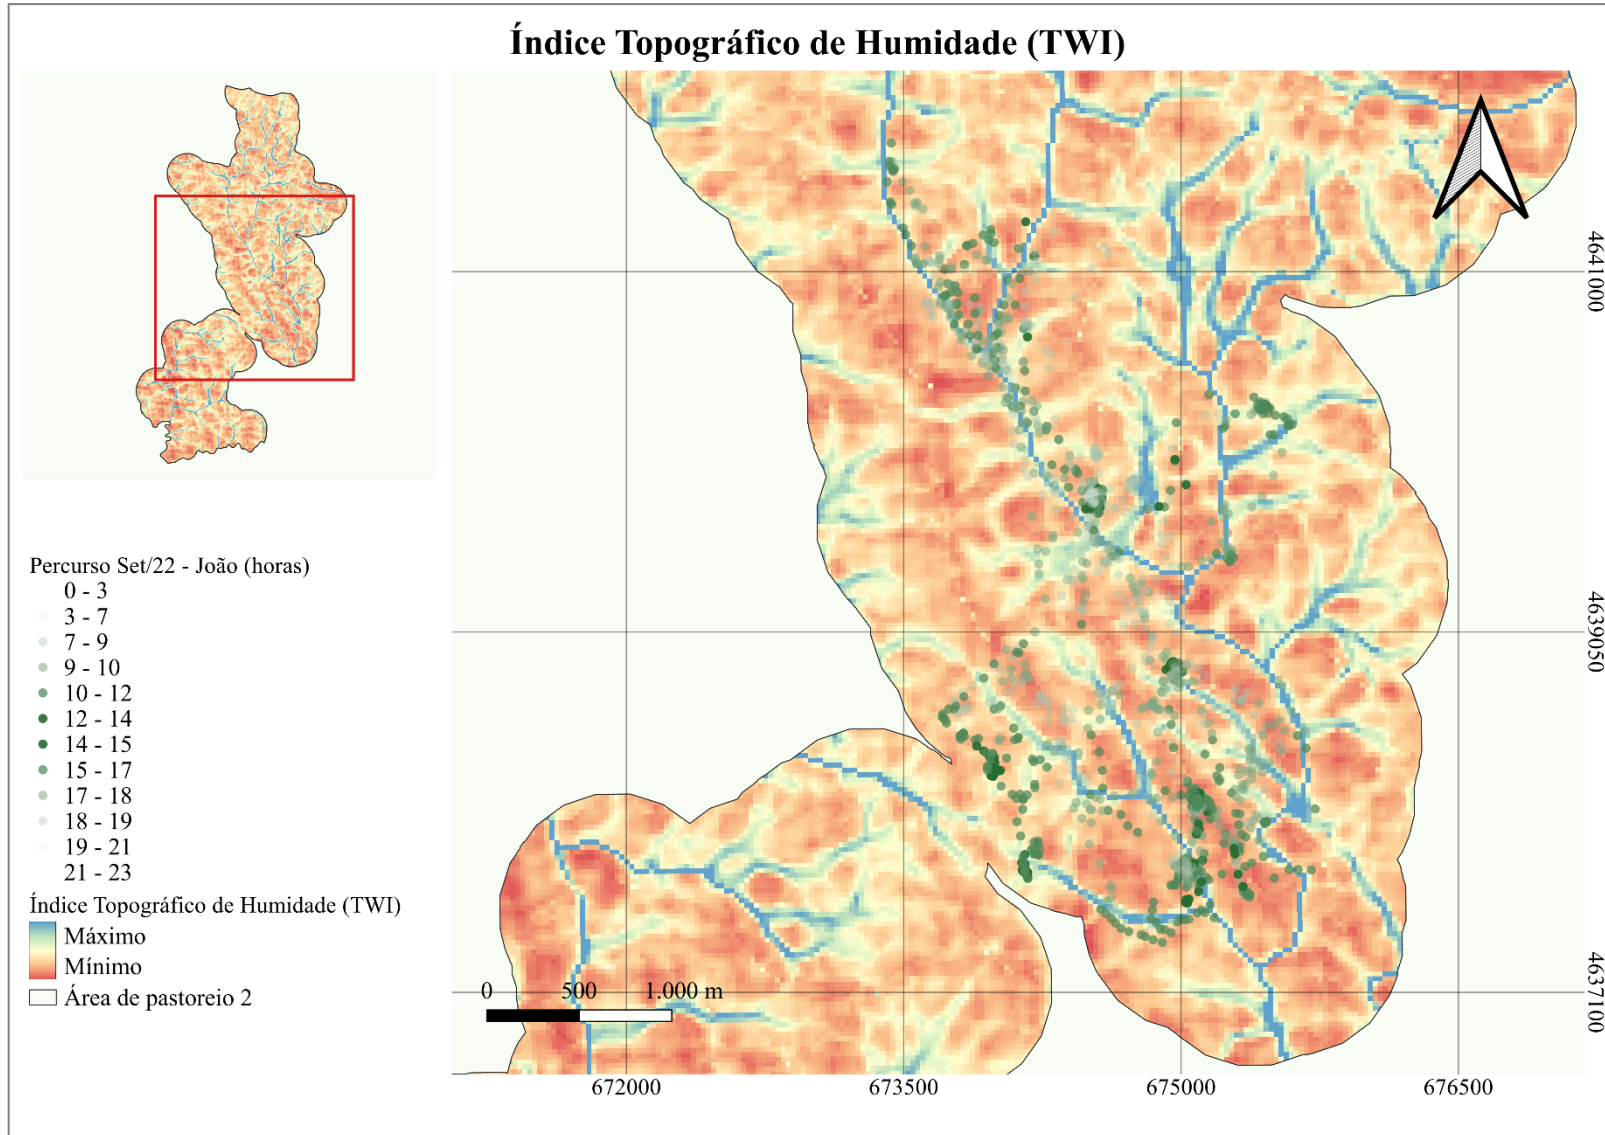 Índice Topográfico de Humidade (TWI)
Percurso Set/22 - João (horas)
0 - 3
3 - 7
7 - 9
9 - 10
10 - 12
12 - 14
14 - 15
15 - 17
17 - 18
18 - 19
19 - 21
21 - 23
Índice Topográfico de Humidade (TWI)
Máximo
Mínimo
Área de pastoreio 2
0 500 1.000 m
672000 673500 675000 676500
4641000
4639050
4637100